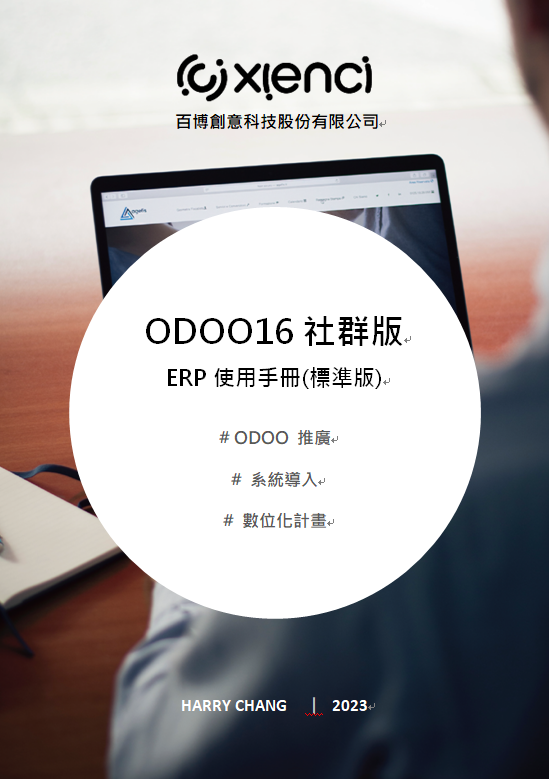 xienci
百博創意科技股份有限公司
ODOO16 社群版
ERP 使用手冊(標準版)
# ODOO 推廣
# 系統導入
# 數位化計畫
HARRY CHANG | 2023